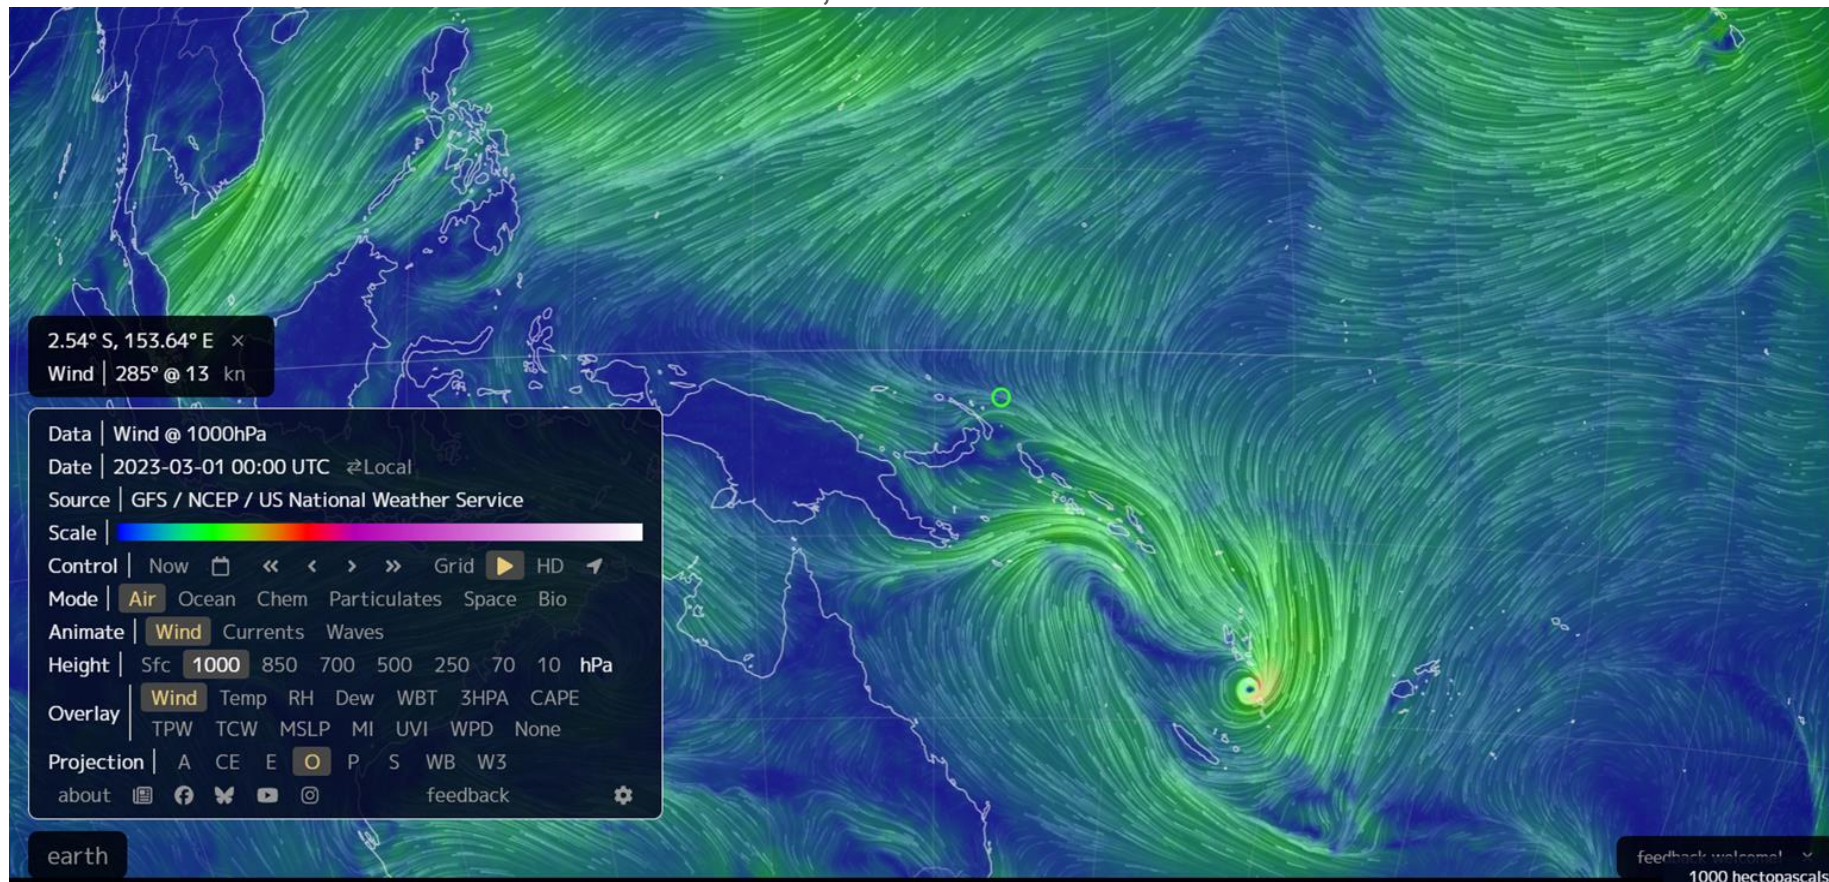 2.54° S, 153.64° E ×
Wind | 285° @ 13 kn
Data | Wind @ 1000hPa
Date | 2023-03-01 00:00 UTC ⇄Local
Source | GFS / NCEP / US National Weather Service
Scale |
Control | Now « ‹ › » Grid HD
Mode | Air Ocean Chem Particulates Space Bio
Animate | Wind Currents Waves
Height | Sfc 1000 850 700 500 250 70 10 hPa
Overlay | Wind Temp RH Dew WBT 3HPA CAPE
TPW TCW MSLP MI UVI WPD None
Projection | A CE E O P S WB W3
about feedback
earth
feedback welcome! ×
1000 hectopascals